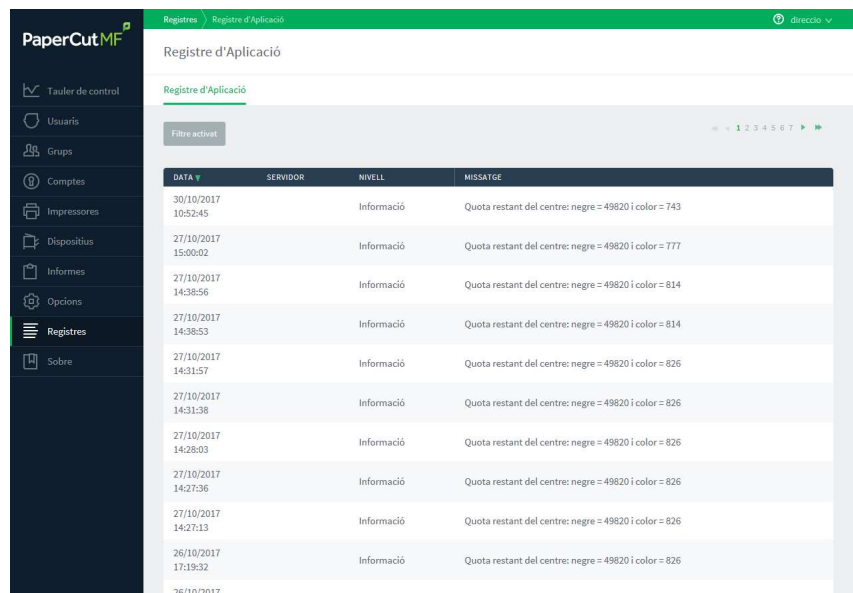 PaperCutMF
Registres Registre d'Aplicació
direccio
Registre d'Aplicació
Tauler de control
Usuaris
Grups
Comptes
Impressores
Dispositius
Informes
Opcions
Registres
Sobre
Registre d'Aplicació
Filtre activat
1 2 3 4 5 6 7
DATA SERVIDOR NIVELL MISSATGE
30/10/2017
10:52:45
Informació Quota restant del centre: negre = 49820 i color = 743
27/10/2017
15:00:02
Informació Quota restant del centre: negre = 49820 i color = 777
27/10/2017
14:38:56
Informació Quota restant del centre: negre = 49820 i color = 814
27/10/2017
14:38:53
Informació Quota restant del centre: negre = 49820 i color = 814
27/10/2017
14:31:57
Informació Quota restant del centre: negre = 49820 i color = 826
27/10/2017
14:31:38
Informació Quota restant del centre: negre = 49820 i color = 826
27/10/2017
14:28:03
Informació Quota restant del centre: negre = 49820 i color = 826
27/10/2017
14:27:36
Informació Quota restant del centre: negre = 49820 i color = 826
27/10/2017
14:27:13
Informació Quota restant del centre: negre = 49820 i color = 826
26/10/2017
17:19:32
Informació Quota restant del centre: negre = 49820 i color = 826
26/10/2017